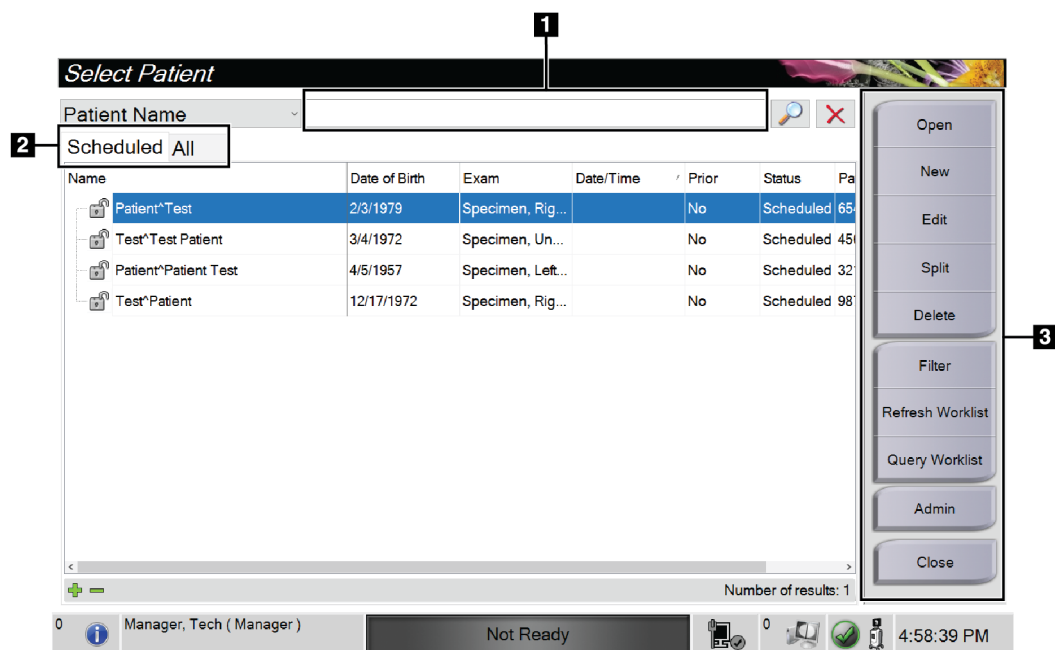 1
Select Patient
Patient Name
2
Scheduled All
Name Date of Birth Exam Date/Time Prior Status Pa
Patient^Test 2/3/1979 Specimen, Rig... No Scheduled 654
Test^Test Patient 3/4/1972 Specimen, Un... No Scheduled 456
Patient^Patient Test 4/5/1957 Specimen, Left... No Scheduled 321
Test^Patient 12/17/1972 Specimen, Rig... No Scheduled 987
Number of results: 1
Open
New
Edit
Split
Delete
3
Filter
Refresh Worklist
Query Worklist
Admin
Close
0 Manager, Tech ( Manager ) Not Ready 0 4:58:39 PM